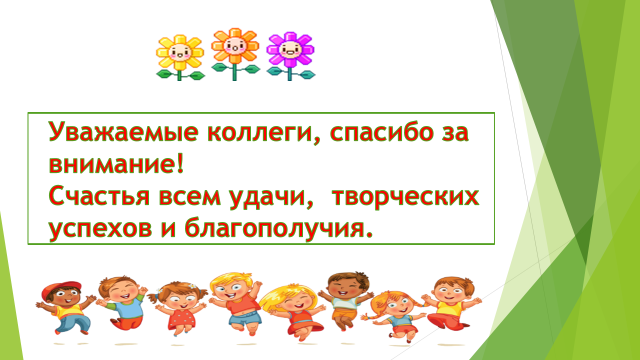 Уважаемые коллеги, спасибо за
внимание!
Счастья всем удачи,  творческих
успехов и благополучия.